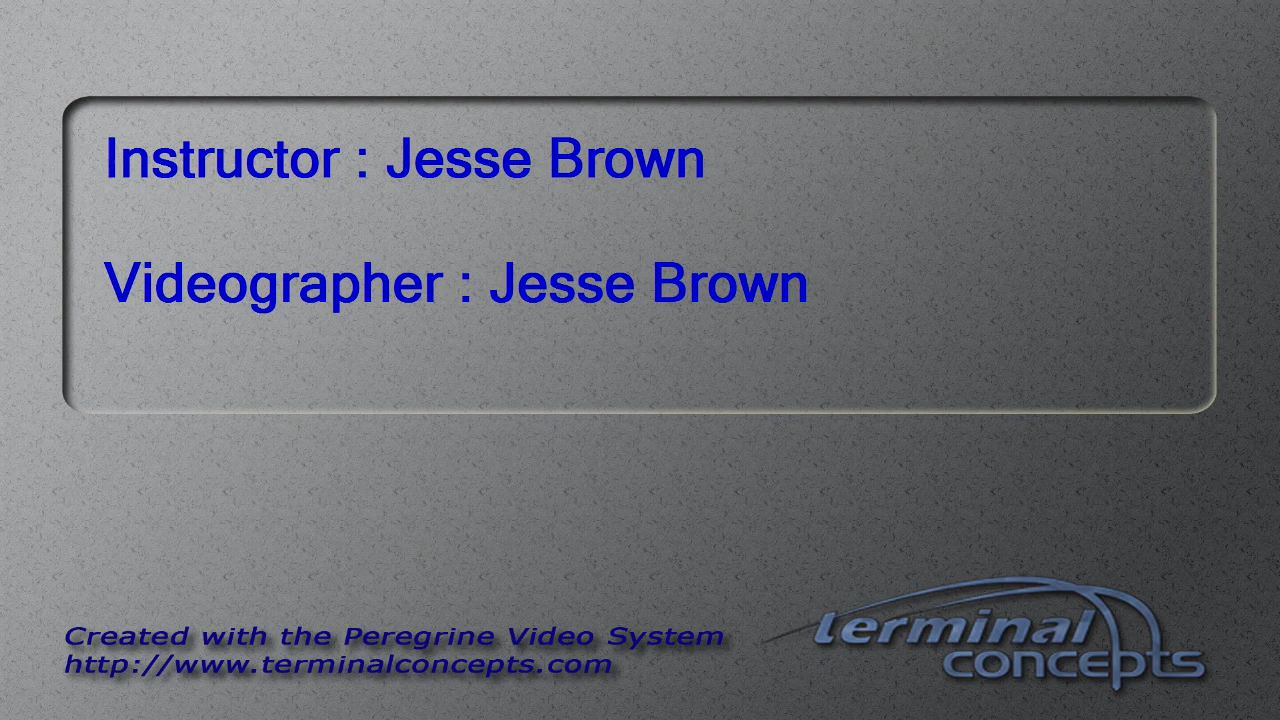 Instructor : Jesse Brown
Videographer : Jesse Brown
Created with the Peregrine Video System
http://www.terminalconcepts.com
terminal
concepts